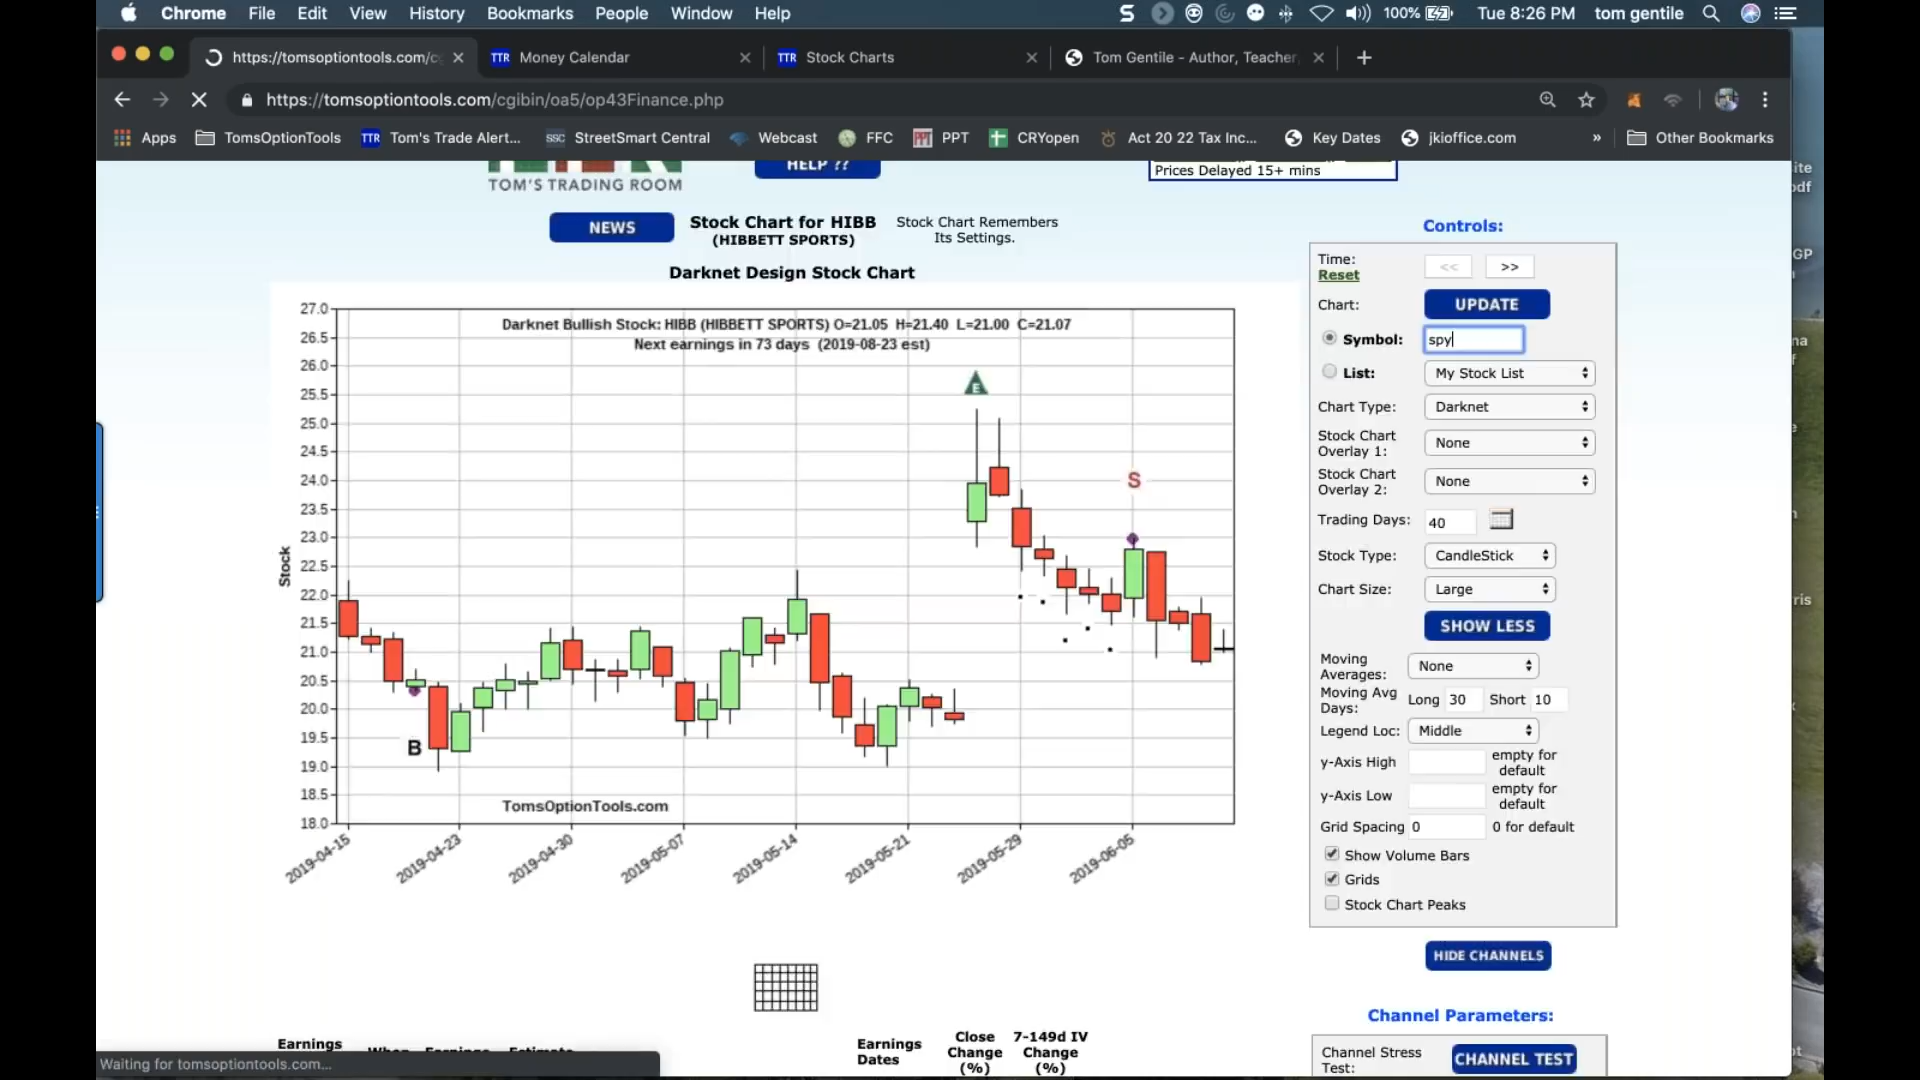 Chrome File Edit View History Bookmarks People Window Help 100% Tue 8:26 PM tom gentile
https://tomsoptiontools.com/c TTR Money Calendar TTR Stock Charts Tom Gentile - Author, Teacher,
https://tomsoptiontools.com/cgibin/oa5/op43Finance.php
Apps TomsOptionTools TTR Tom's Trade Alert... SSC StreetSmart Central Webcast FFC PPT CRYopen Act 20 22 Tax Inc... Key Dates jkioffice.com » Other Bookmarks
TOM'S TRADING ROOM
HELP ??
Prices Delayed 15+ mins
NEWS
Stock Chart for HIBB
(HIBBETT SPORTS)
Stock Chart Remembers
Its Settings.
Darknet Design Stock Chart
Darknet Bullish Stock: HIBB (HIBBETT SPORTS) O=21.05 H=21.40 L=21.00 C=21.07
Next earnings in 73 days (2019-08-23 est)
27.0
26.5
26.0
25.5
25.0
24.5
24.0
23.5
23.0
22.5
22.0
21.5
21.0
20.5
20.0
19.5
19.0
18.5
18.0
Stock
E
S
B
TomsOptionTools.com
2019-04-15 2019-04-23 2019-04-30 2019-05-07 2019-05-14 2019-05-21 2019-05-29 2019-06-05
Controls:
Time:
Reset
<< >>
Chart: UPDATE
Symbol: spy
List: My Stock List
Chart Type: Darknet
Stock Chart
Overlay 1: None
Stock Chart
Overlay 2: None
Trading Days: 40
Stock Type: CandleStick
Chart Size: Large
SHOW LESS
Moving
Averages: None
Moving Avg
Days: Long 30 Short 10
Legend Loc: Middle
y-Axis High empty for
default
y-Axis Low empty for
default
Grid Spacing 0 0 for default
Show Volume Bars
Grids
Stock Chart Peaks
HIDE CHANNELS
Channel Parameters:
Channel Stress
Test: CHANNEL TEST
Earnings
Earnings
Dates
Close
Change
(%)
7-149d IV
Change
(%)
Waiting for tomsoptiontools.com...